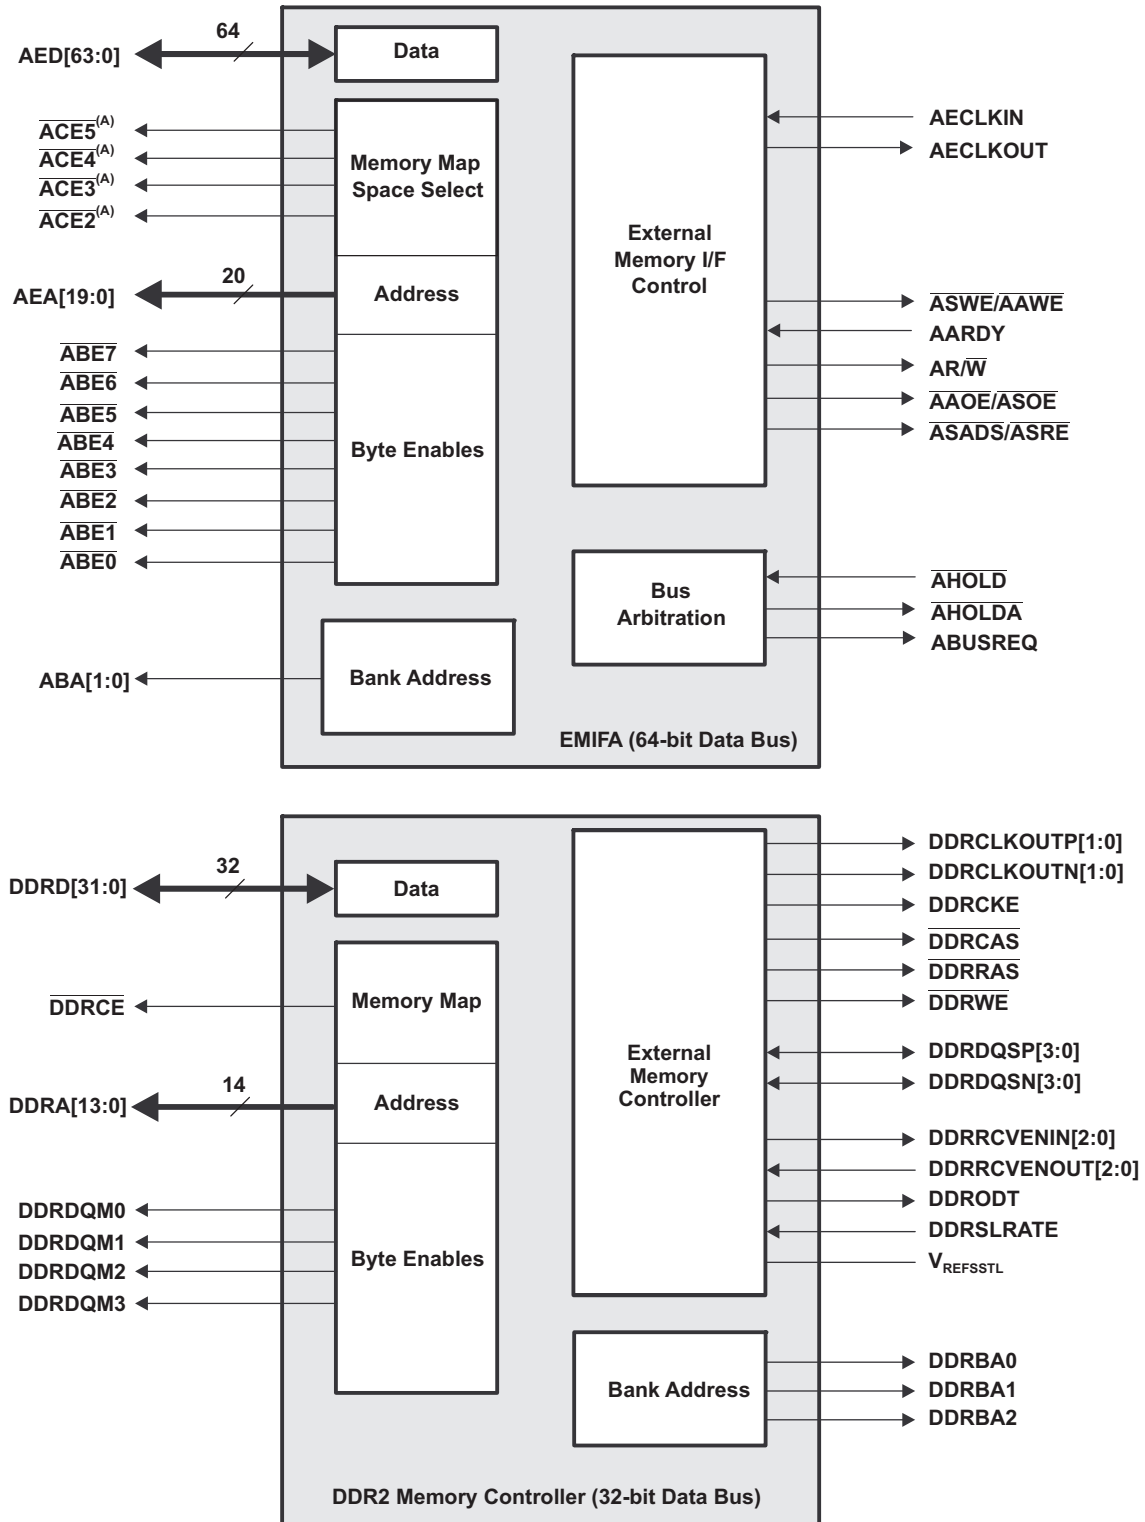 64
AED[63:0]
Data
ACE5(A)
ACE4(A)
ACE3(A)
ACE2(A)
Memory Map
Space Select
20
AEA[19:0]
Address
ABE7
ABE6
ABE5
ABE4
ABE3
ABE2
ABE1
ABE0
Byte Enables
ABA[1:0]
Bank Address
External
Memory I/F
Control
AECLKIN
AECLKOUT
ASWE/AAWE
AARDY
AR/W
AAOE/ASOE
ASADS/ASRE
Bus
Arbitration
AHOLD
AHOLDA
ABUSREQ
EMIFA (64-bit Data Bus)
32
DDRD[31:0]
Data
DDRCE
Memory Map
14
DDRA[13:0]
Address
DDRDQM0
DDRDQM1
DDRDQM2
DDRDQM3
Byte Enables
External
Memory
Controller
DDRCLKOUTP[1:0]
DDRCLKOUTN[1:0]
DDRCKE
DDRCAS
DDRRAS
DDRWE
DDRDQSP[3:0]
DDRDQSN[3:0]
DDRRCVENIN[2:0]
DDRRCVENOUT[2:0]
DDRODT
DDRSLRATE
VREFSSTL
Bank Address
DDRBA0
DDRBA1
DDRBA2
DDR2 Memory Controller (32-bit Data Bus)